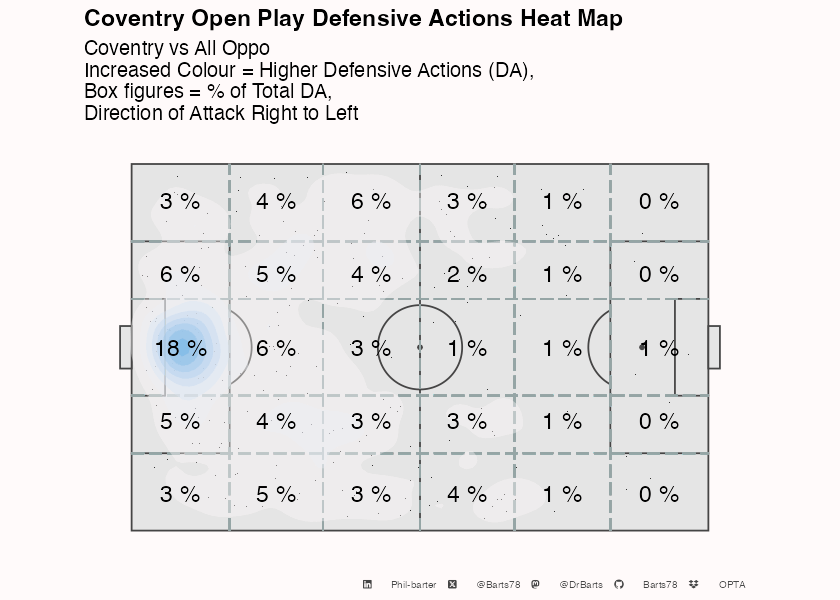 Coventry Open Play Defensive Actions Heat Map
Coventry vs All Oppo
Increased Colour = Higher Defensive Actions (DA),
Box figures = % of Total DA,
Direction of Attack Right to Left
3 % 4 % 6 % 3 % 1 % 0 %
6 % 5 % 4 % 2 % 1 % 0 %
18 % 6 % 3 % 1 % 1 % 1 %
5 % 4 % 3 % 3 % 1 % 0 %
3 % 5 % 3 % 4 % 1 % 0 %
Phil-barter @Barts78 @DrBarts Barts78 OPTA